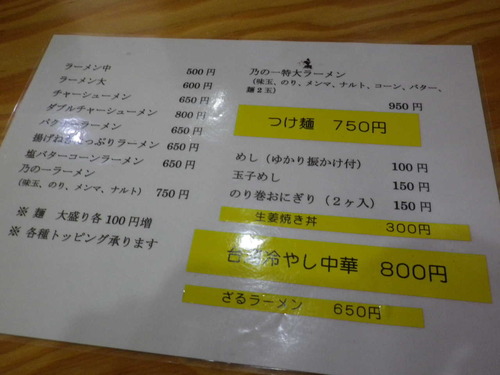 ラーメン中 500円
ラーメン大 600円
チャーシューメン 650円
ダブルチャーシューメン 800円
ラーメン 650円
揚げね っぷりラーメン 650円
塩バターコーンラーメン 650円
乃の一ラーメン
(味玉、のり、メンマ、ナルト) 750円
※ 麺 大盛り各100円増
※ 各種トッピング承ります
乃の一特大ラーメン
(味玉、のり、メンマ、ナルト、コーン、バター、
麺2玉)
950円
つけ麺 750円
めし(ゆかり振かけ付) 100円
玉子めし 150円
のり巻おにぎり(2ヶ入) 150円
生姜焼き丼 300円
台 冷やし中華 800円
ざるラーメン 650円